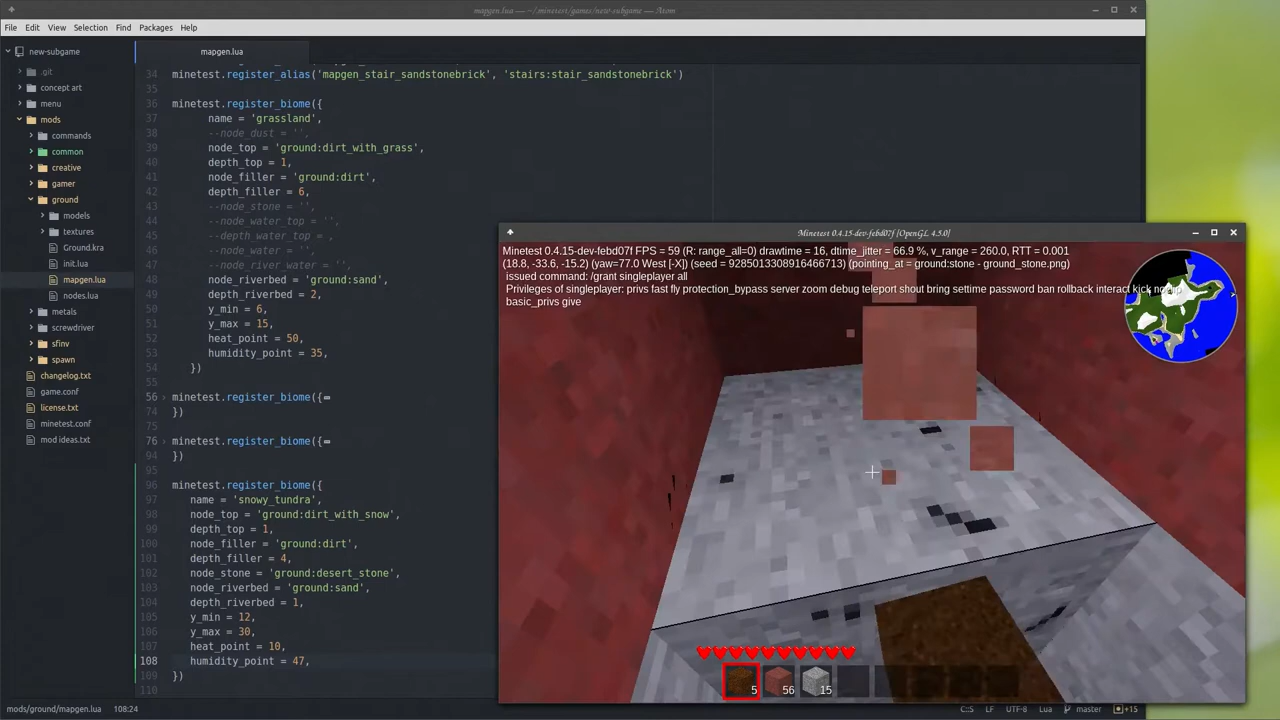 mapgen.lua — ~/.minetest/games/new-subgame — Atom
File Edit View Selection Find Packages Help
new-subgame
.git
concept art
menu
mods
commands
common
creative
gamer
ground
models
textures
Ground.kra
init.lua
mapgen.lua
nodes.lua
metals
screwdriver
sfinv
spawn
changelog.txt
game.conf
license.txt
minetest.conf
mod ideas.txt
mapgen.lua
34 minetest.register_alias('mapgen_stair_sandstonebrick', 'stairs:stair_sandstonebrick')
35
36 minetest.register_biome({
37 name = 'grassland',
38 --node_dust = '',
39 node_top = 'ground:dirt_with_grass',
40 depth_top = 1,
41 node_filler = 'ground:dirt',
42 depth_filler = 6,
43 --node_stone = '',
44 --node_water_top = '',
45 --depth_water_top = ,
46 --node_water = '',
47 --node_river_water = '',
48 node_riverbed = 'ground:sand',
49 depth_riverbed = 2,
50 y_min = 6,
51 y_max = 15,
52 heat_point = 50,
53 humidity_point = 35,
54 })
55
56 minetest.register_biome({
74 })
75
76 minetest.register_biome({
94 })
95
96 minetest.register_biome({
97 name = 'snowy_tundra',
98 node_top = 'ground:dirt_with_snow',
99 depth_top = 1,
100 node_filler = 'ground:dirt',
101 depth_filler = 4,
102 node_stone = 'ground:desert_stone',
103 node_riverbed = 'ground:sand',
104 depth_riverbed = 1,
105 y_min = 12,
106 y_max = 30,
107 heat_point = 10,
108 humidity_point = 47,
109 })
110
Minetest 0.4.15-dev-febd07f [OpenGL 4.5.0]
Minetest 0.4.15-dev-febd07f FPS = 59 (R: range_all=0) drawtime = 16, dtime_jitter = 66.9 %, v_range = 260.0, RTT = 0.001
(18.8, -33.6, -15.2) (yaw=77.0 West [-X]) (seed = 9285013308916466713) (pointing_at = ground:stone - ground_stone.png)
issued command: /grant singleplayer all
Privileges of singleplayer: privs fast fly protection_bypass server zoom debug teleport shout bring settime password ban rollback interact kick noclip
basic_privs give
5 56 15
mods/ground/mapgen.lua 108:24 C::S LF UTF-8 Lua master +15